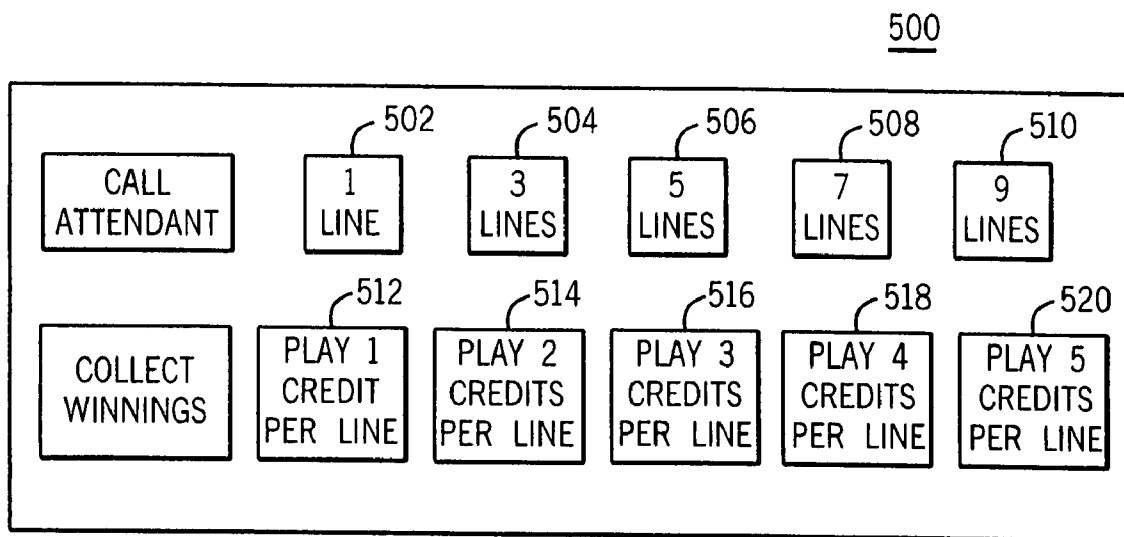 500
502
504
506
508
510
CALL
ATTENDANT
1
LINE
3
LINES
5
LINES
7
LINES
9
LINES
512
514
516
518
520
COLLECT
WINNINGS
PLAY 1
CREDIT
PER LINE
PLAY 2
CREDITS
PER LINE
PLAY 3
CREDITS
PER LINE
PLAY 4
CREDITS
PER LINE
PLAY 5
CREDITS
PER LINE